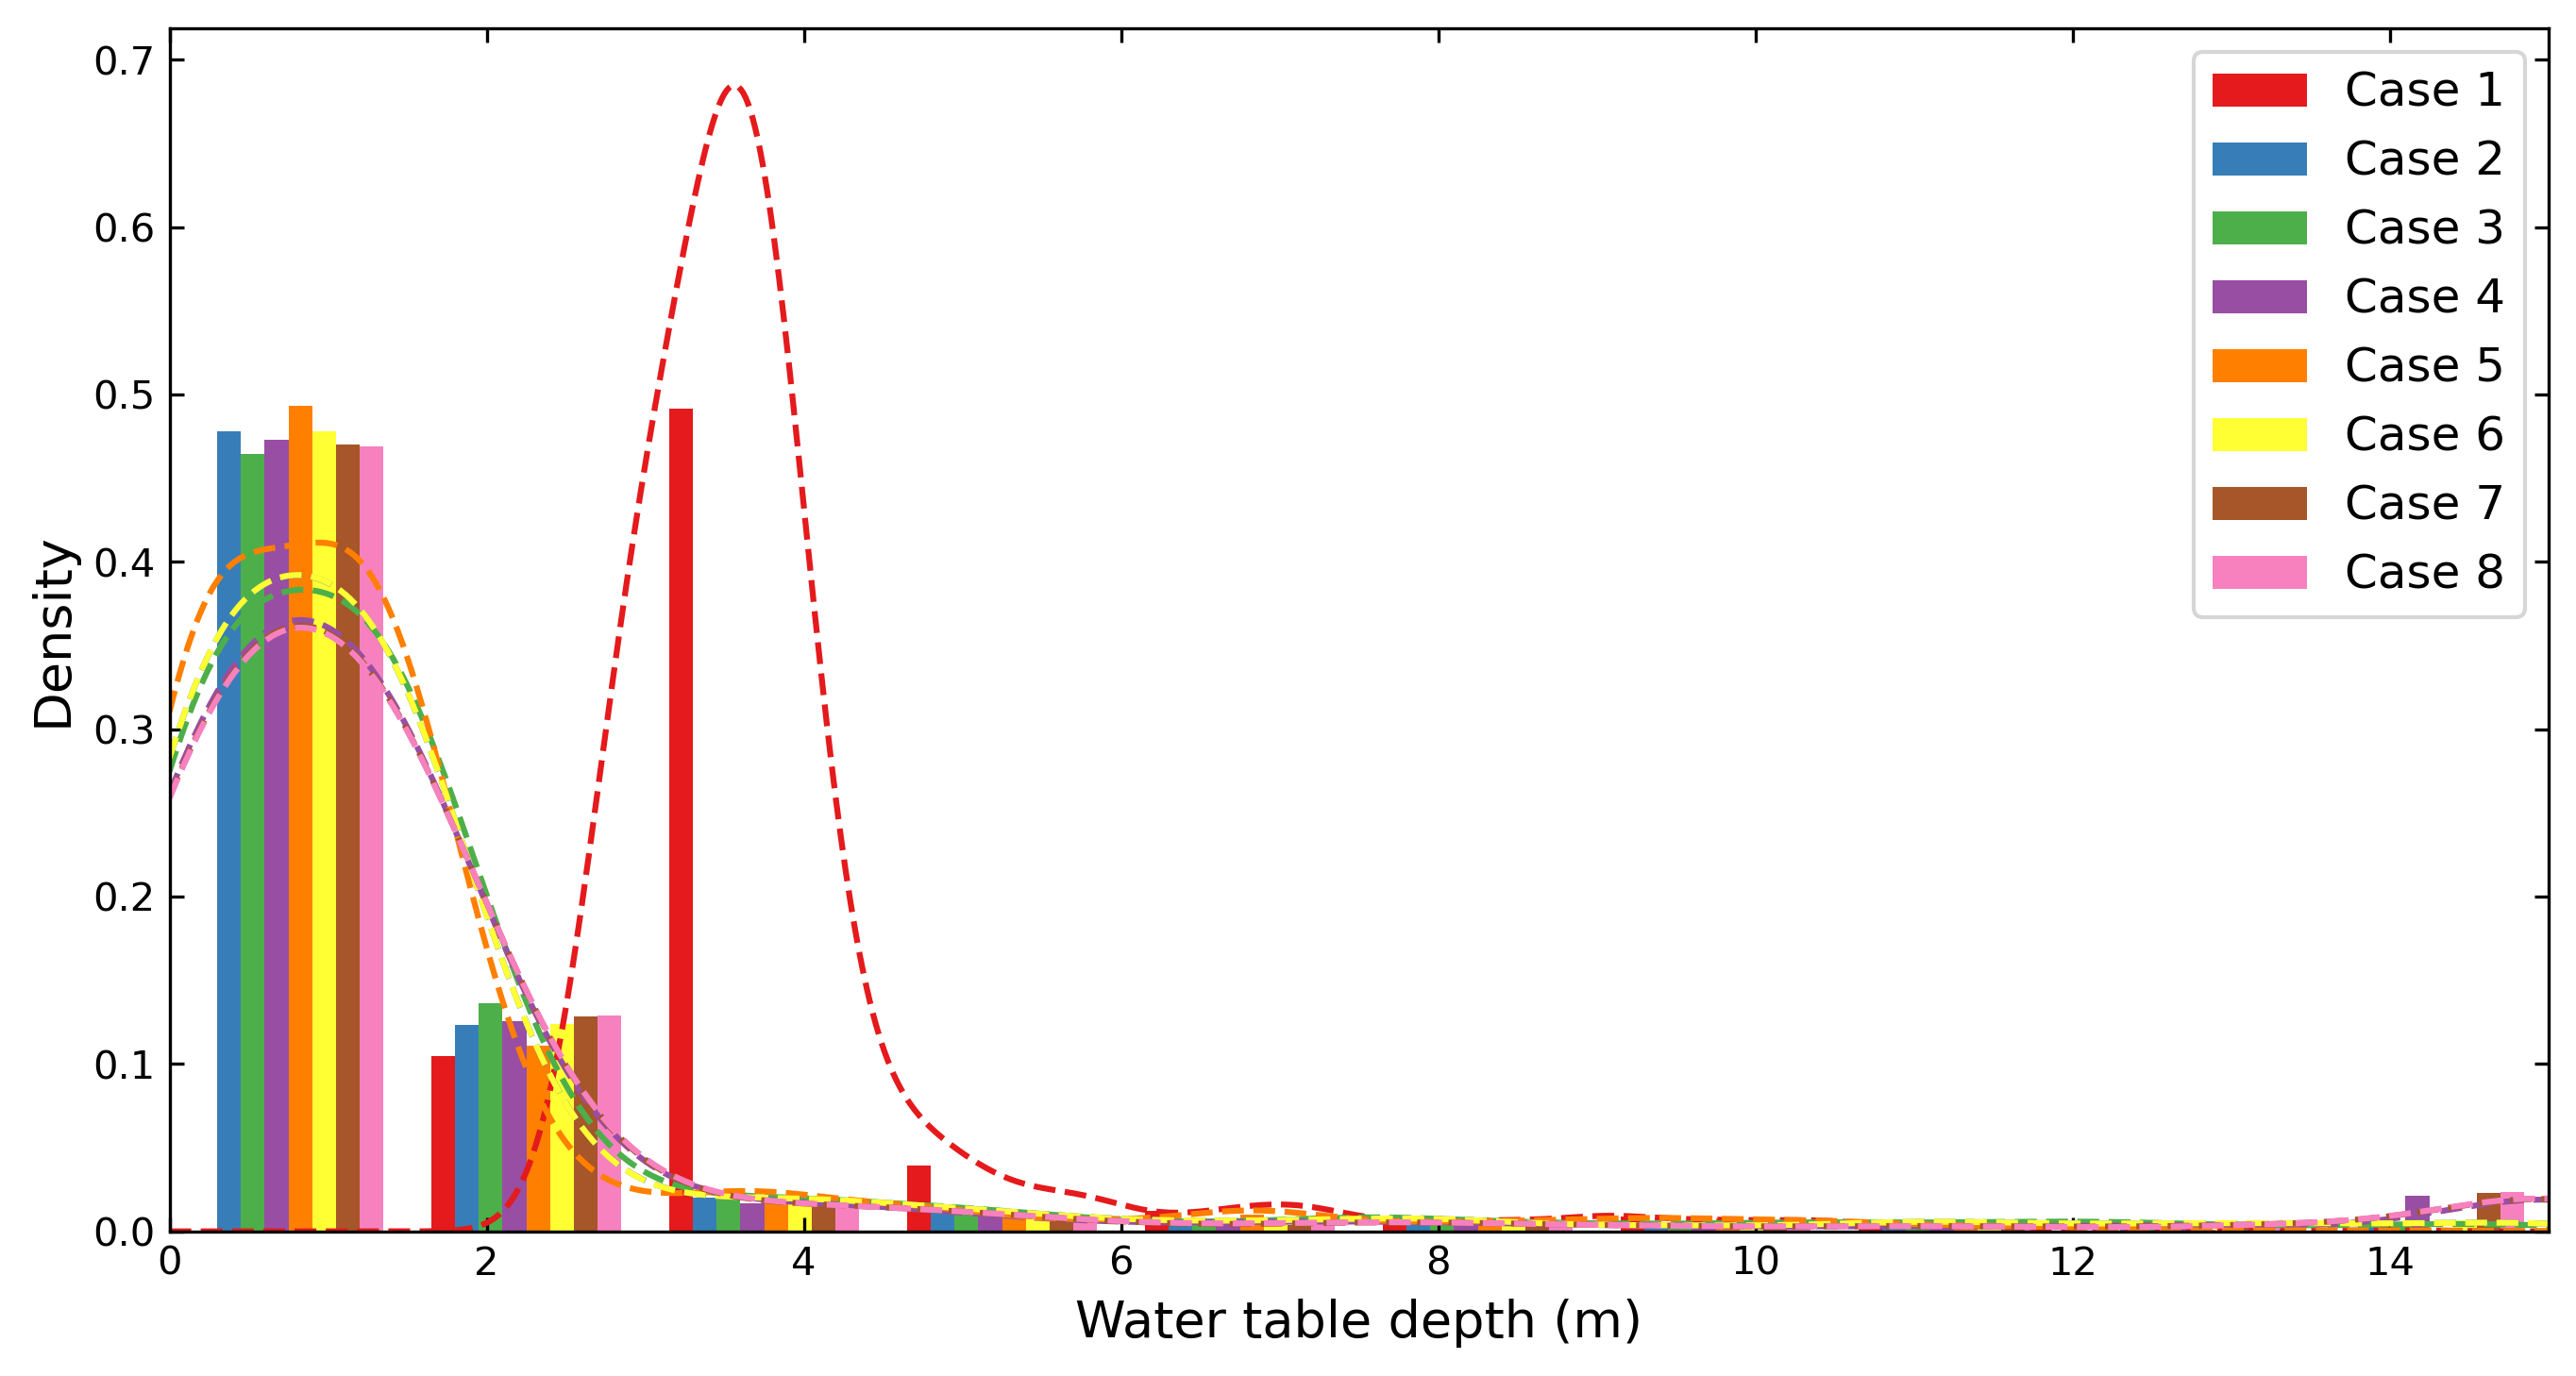 0.7
0.6
0.5
0.4
0.3
0.2
0.1
0.0
Density
0 2 4 6 8 10 12 14
Water table depth (m)
Case 1
Case 2
Case 3
Case 4
Case 5
Case 6
Case 7
Case 8